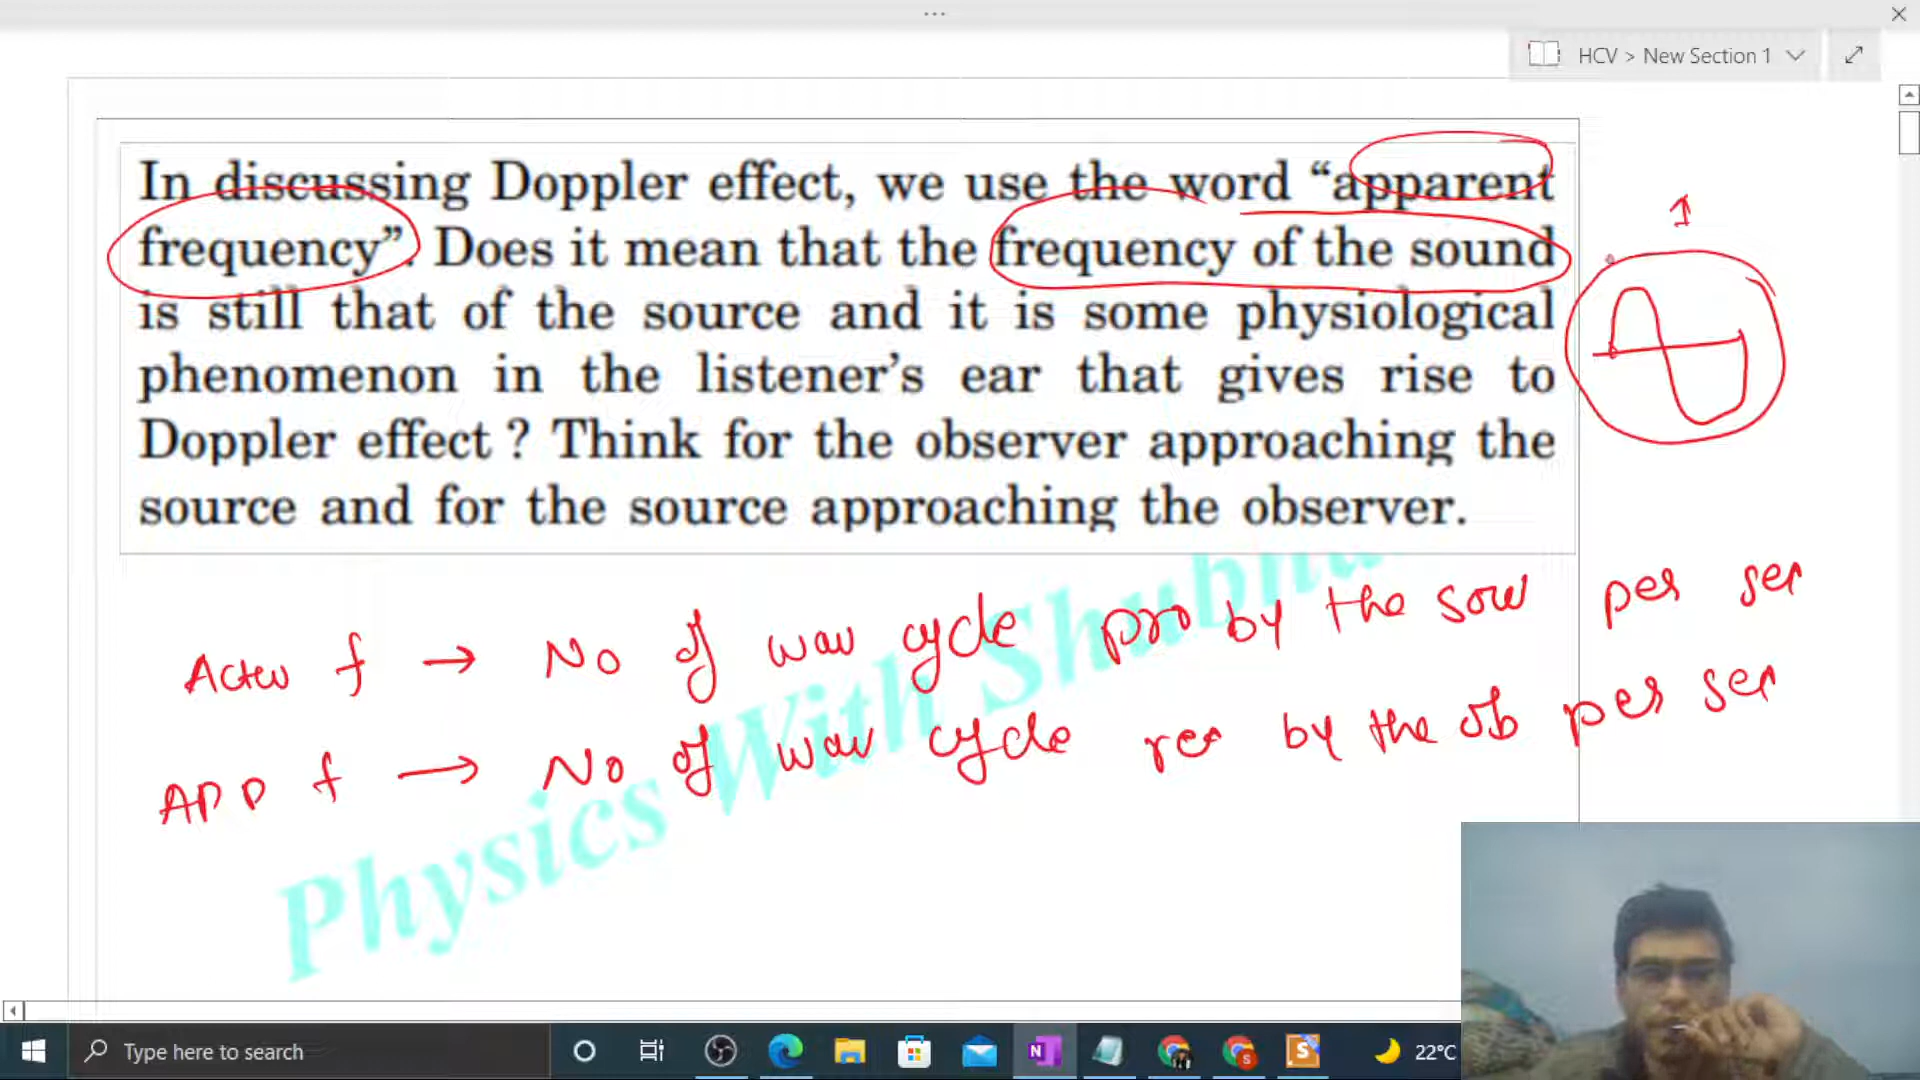 HCV > New Section 1
In discussing Doppler effect, we use the word “apparent
frequency”. Does it mean that the frequency of the sound
is still that of the source and it is some physiological
phenomenon in the listener’s ear that gives rise to
Doppler effect ? Think for the observer approaching the
source and for the source approaching the observer.
1
f → No of wav cycle pro by the sou per sec
APP f → No of wav cycle rec by the ob per sec
Physics With Shubha
Type here to search
22°C